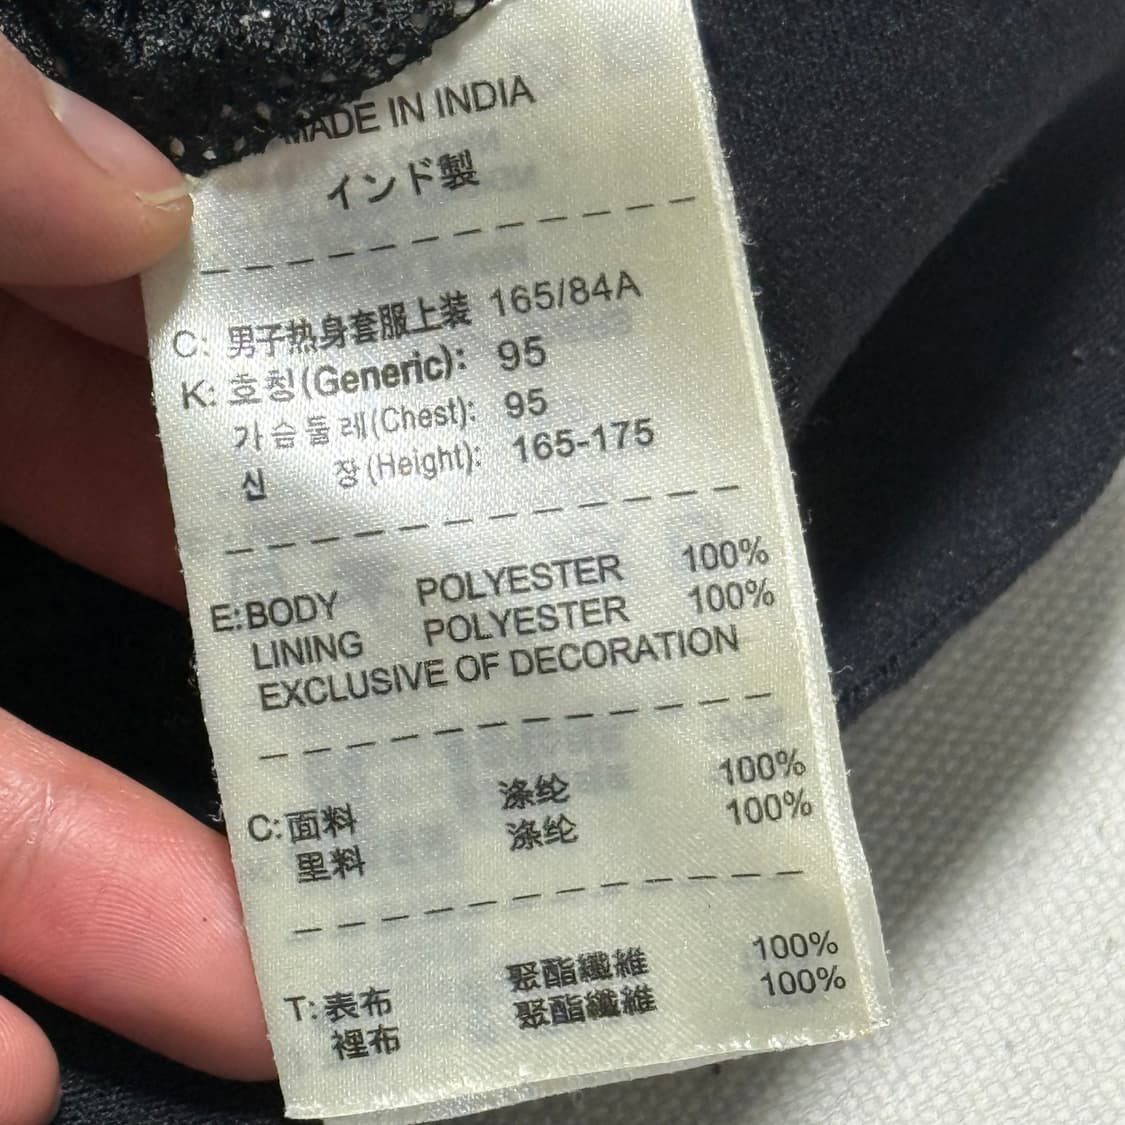 MADE IN INDIA
インド製
C: 男子热身套服上装 165/84A
K: 호칭(Generic): 95
가슴둘레(Chest): 95
신 장(Height): 165-175
E: BODY POLYESTER 100%
LINING POLYESTER 100%
EXCLUSIVE OF DECORATION
C: 面料 涤纶 100%
里料 涤纶 100%
T: 表布 聚酯纖維 100%
裡布 聚酯纖維 100%